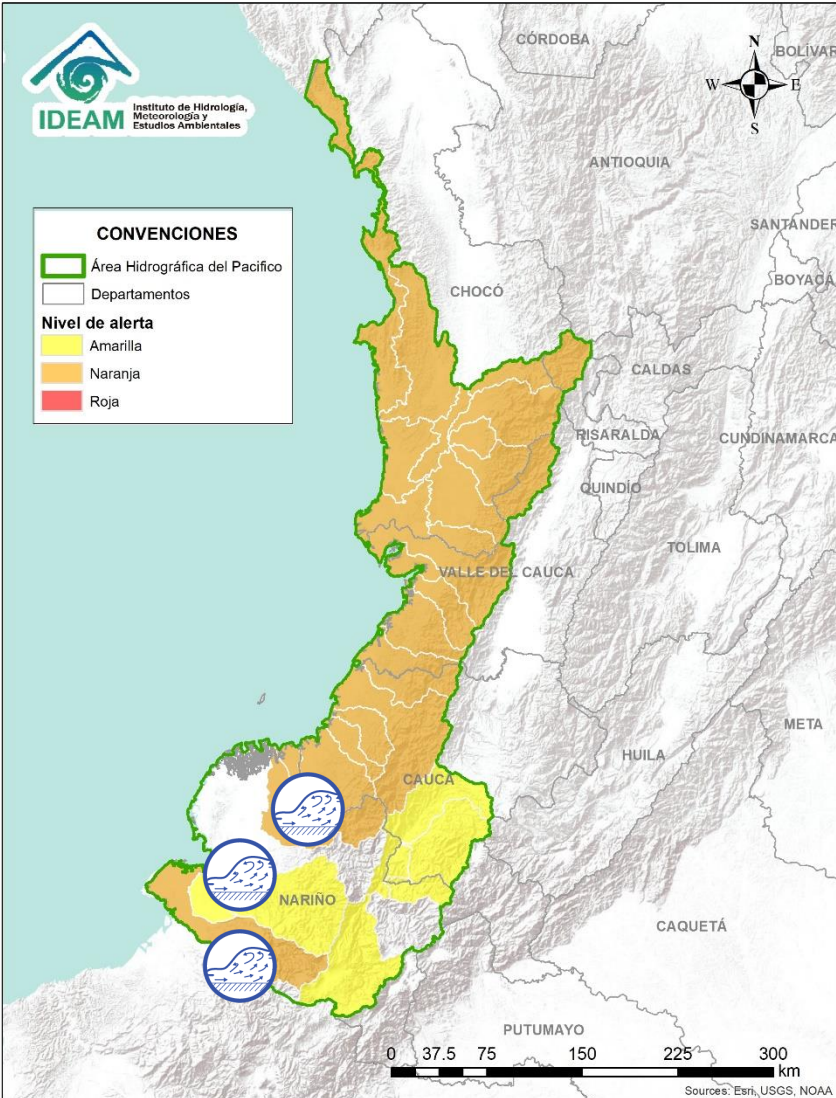 IDEAM
Instituto de Hidrología,
Meteorología y
Estudios Ambientales
N
W
E
S
CÓRDOBA
BOLÍVAR
ANTIOQUIA
SANTANDER
BOYACÁ
CHOCÓ
CALDAS
RISARALDA
CUNDINAMARCA
QUINDÍO
TOLIMA
VALLE DEL CAUCA
META
HUILA
CAUCA
NARIÑO
CAQUETÁ
PUTUMAYO
CONVENCIONES
Área Hidrográfica del Pacifico
Departamentos
Nivel de alerta
Amarilla
Naranja
Roja
0 37.5 75 150 225 300
km
Sources: Esri, USGS, NOAA